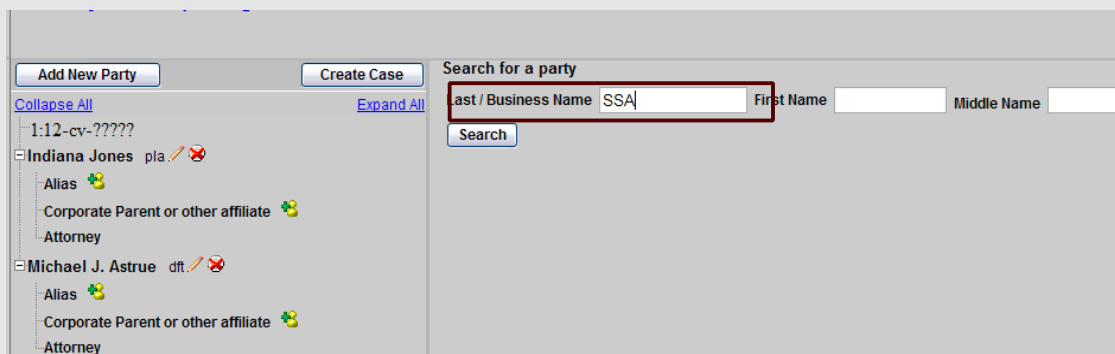 Add New Party
Create Case
Collapse All
Expand All
1:12-cv-?????
Indiana Jones pla
Alias
Corporate Parent or other affiliate
Attorney
Michael J. Astrue dft
Alias
Corporate Parent or other affiliate
Attorney
Search for a party
Last / Business Name SSA First Name Middle Name
Search